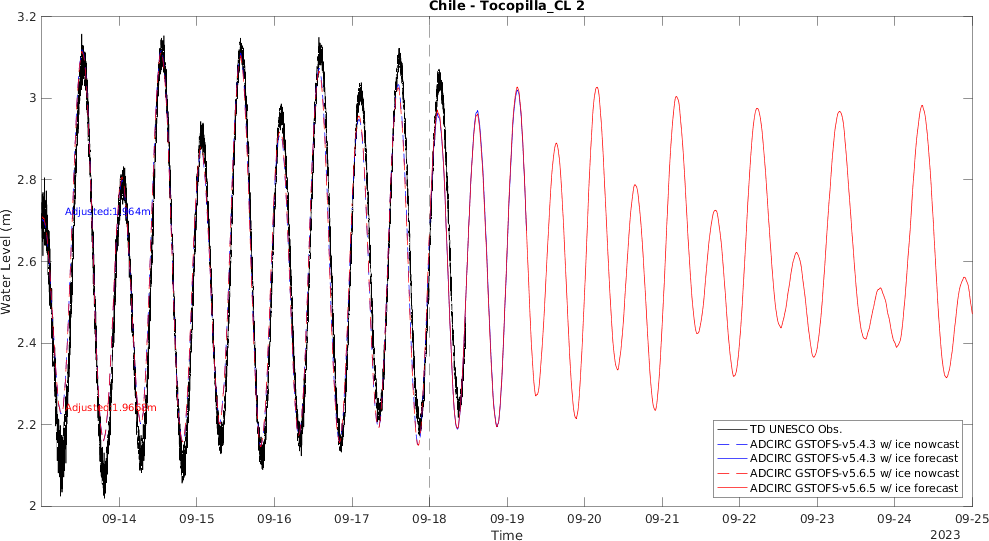 Chile - Tocopilla_CL 2
3.2
3
2.8
2.6
2.4
2.2
2
Water Level (m)
Adjusted:1.964m
TD UNESCO Obs.
ADCIRC GSTOFS-v5.4.3 w/ ice nowcast
ADCIRC GSTOFS-v5.4.3 w/ ice forecast
ADCIRC GSTOFS-v5.6.5 w/ ice nowcast
ADCIRC GSTOFS-v5.6.5 w/ ice forecast
09-14
09-15
09-16
09-17
09-18
09-19
09-20
09-21
09-22
09-23
09-24
09-25
Time
2023